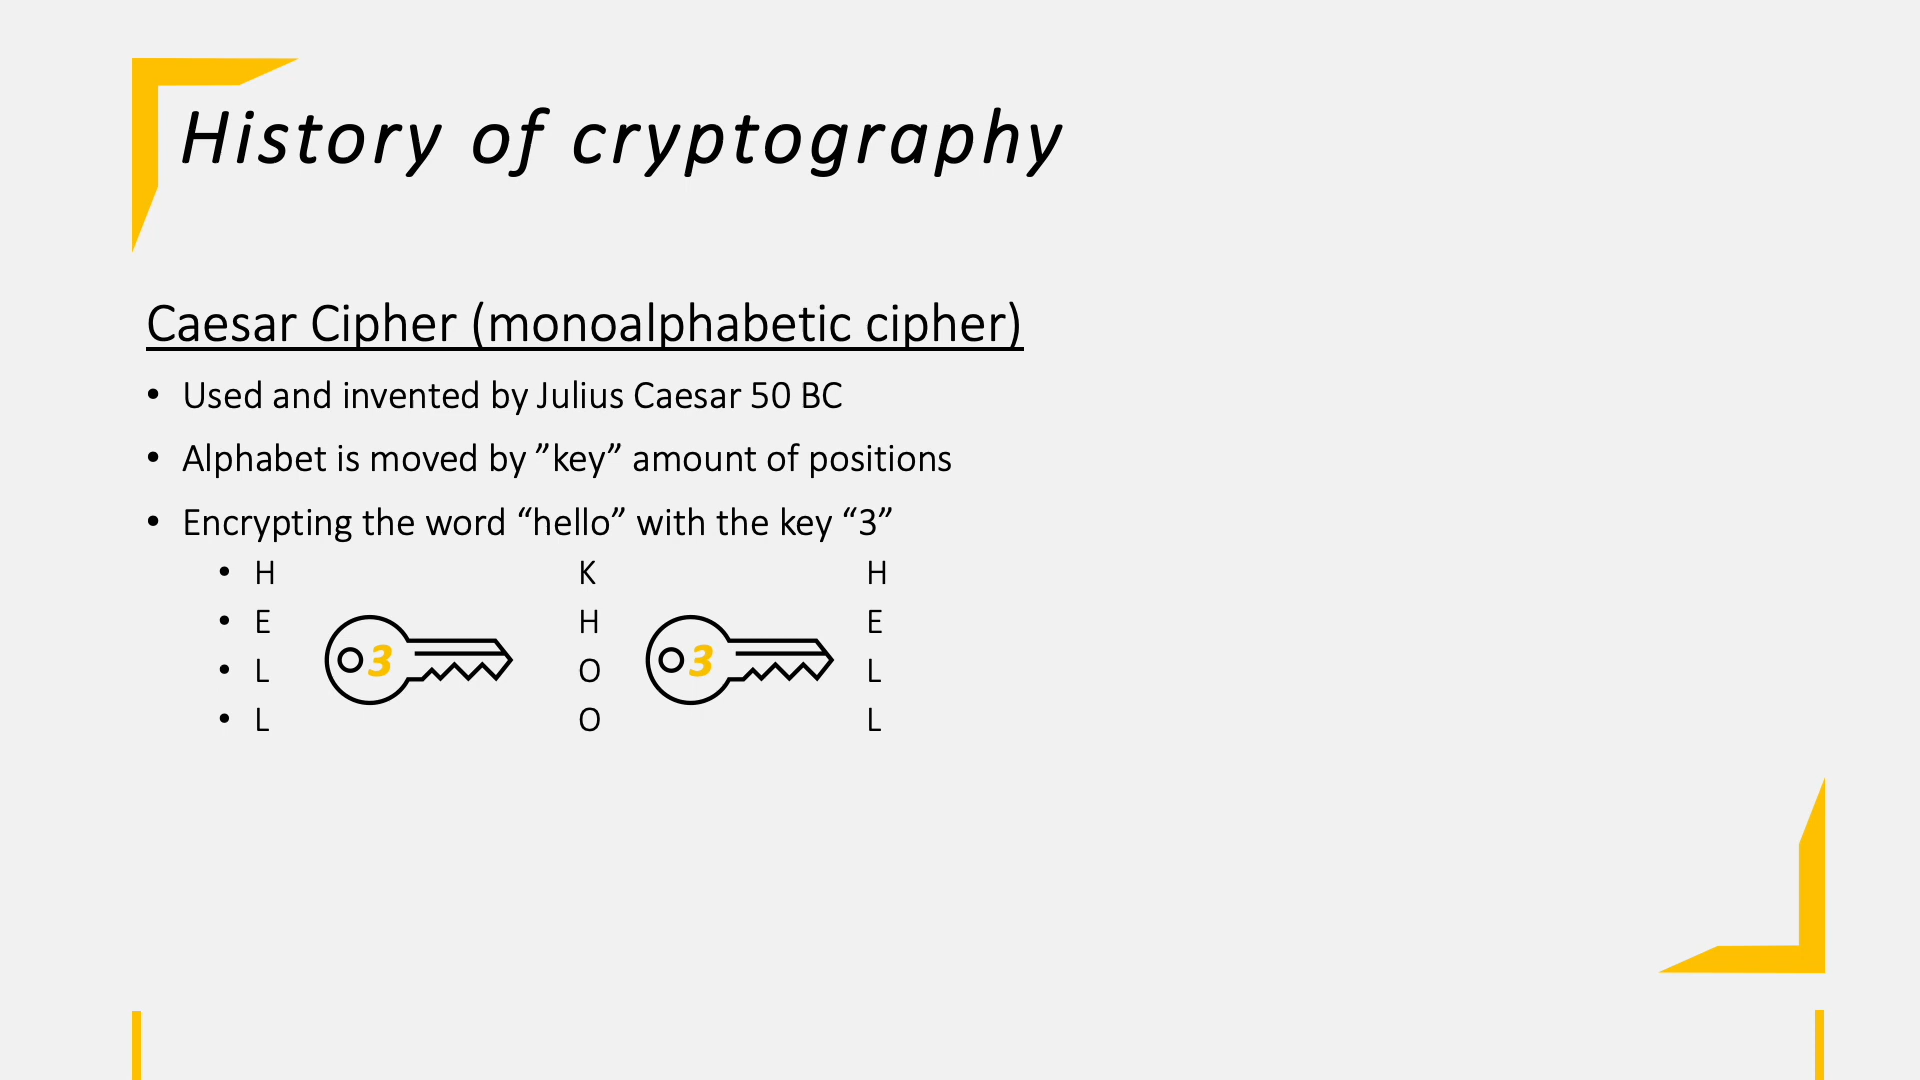 History of cryptography
Caesar Cipher (monoalphabetic cipher)
• Used and invented by Julius Caesar 50 BC
• Alphabet is moved by ”key” amount of positions
• Encrypting the word “hello” with the key “3”
• H K H
• E H E
3 3
• L O L
• L O L